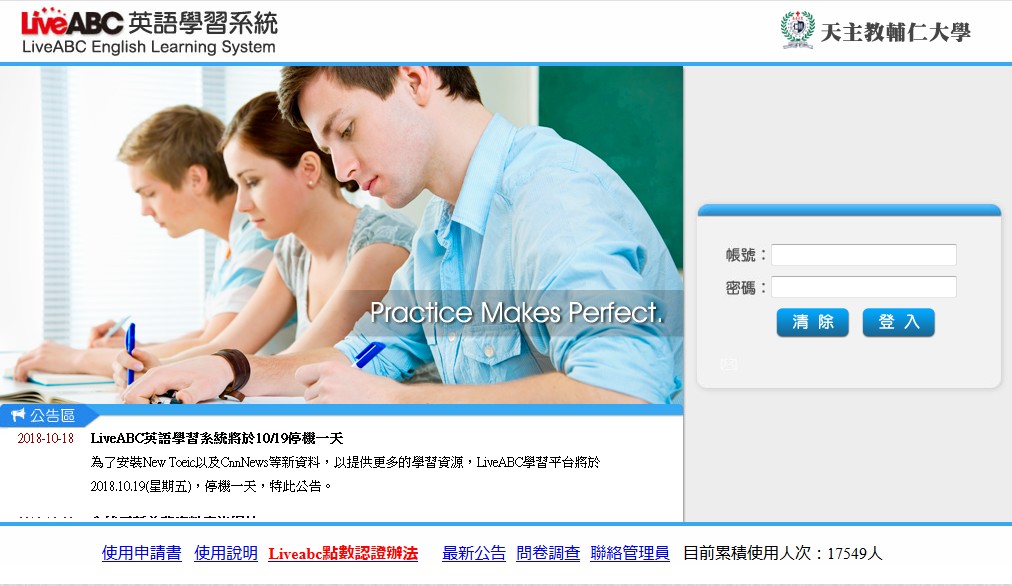 LiveABC 英語學習系統
LiveABC English Learning System
天主教輔仁大學
Practice Makes Perfect.
帳號：
密碼：
清 除
登 入
公告區
2018-10-18 LiveABC英語學習系統將於10/19停機一天
為了安裝New Toeic以及CnnNews等新資料，以提供更多的學習資源，LiveABC學習平台將於
2018.10.19(星期五)，停機一天，特此公告。
使用申請書 使用說明 Liveabc點數認證辦法 最新公告 問卷調查 聯絡管理員 目前累積使用人次：17549人